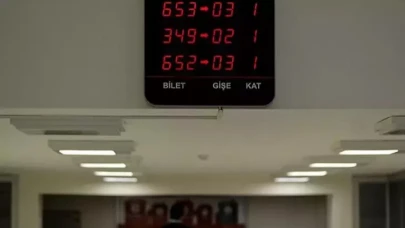 653→03 1
349→02 1
652→03 1
BİLET GİŞE KAT